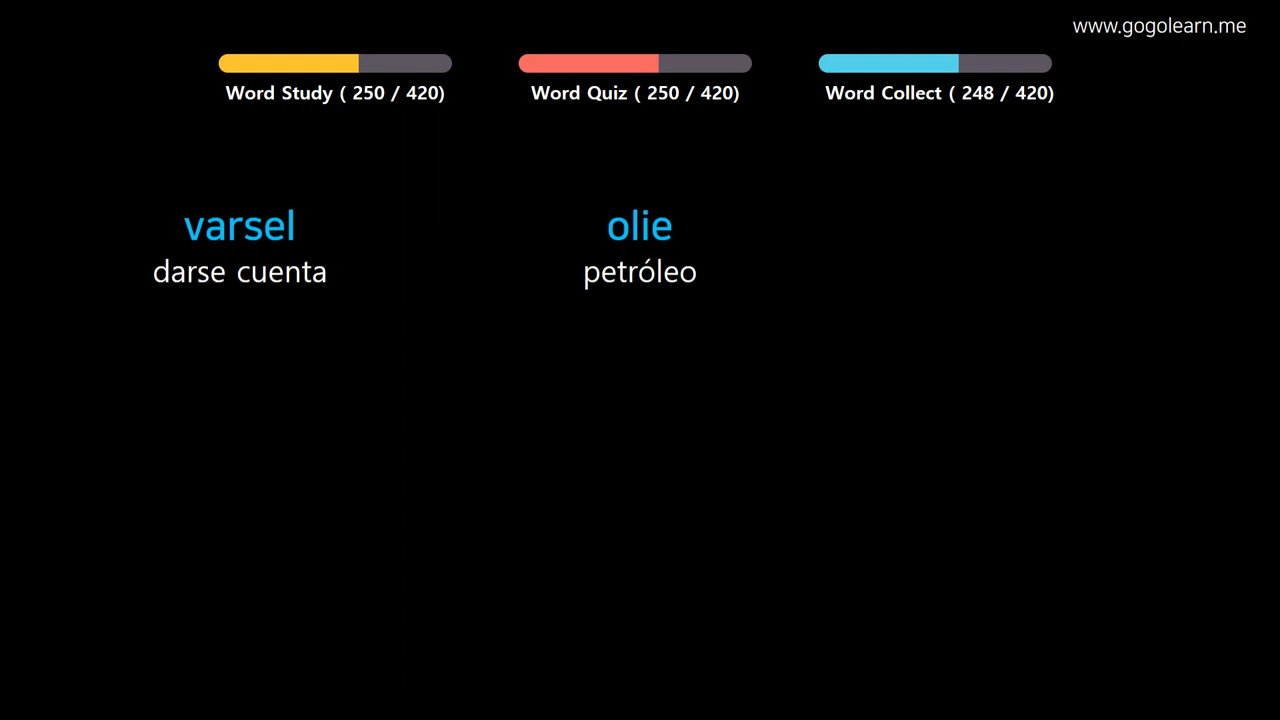 www.gogolearn.me
Word Study ( 250 / 420)
Word Quiz ( 250 / 420)
Word Collect ( 248 / 420)
varsel
darse cuenta
olie
petróleo